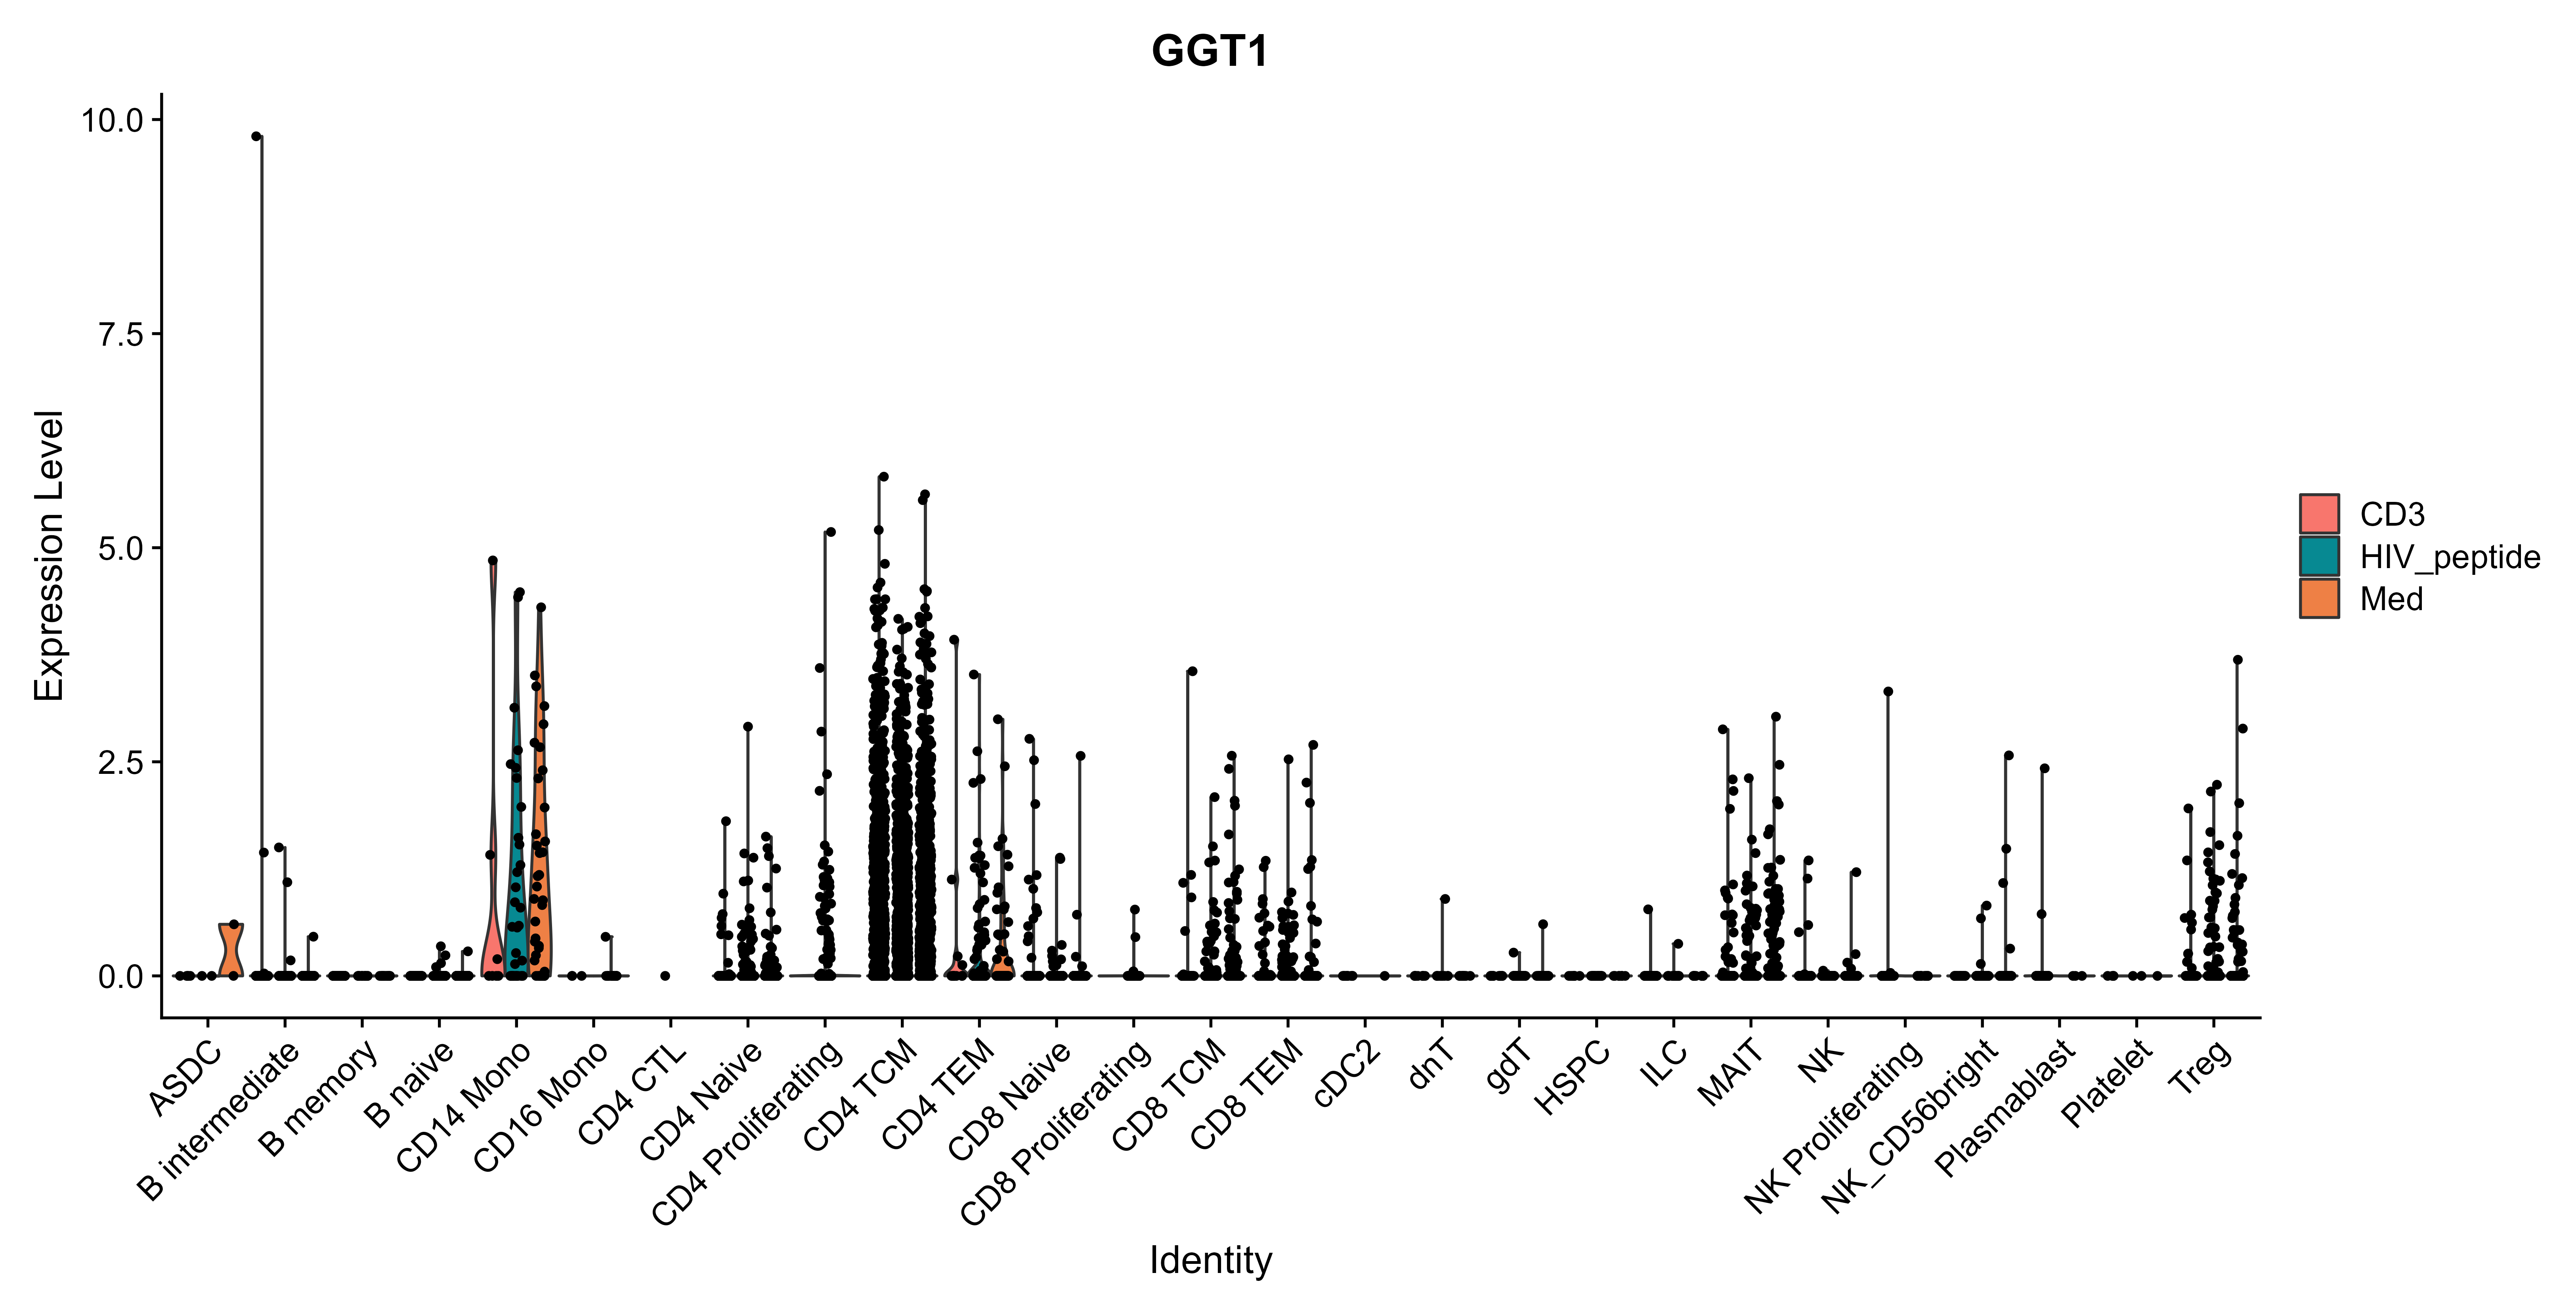 GGT1
Expression Level
10.0
7.5
5.0
2.5
0.0
ASDC
B intermediate
B memory
B naive
CD14 Mono
CD16 Mono
CD4 CTL
CD4 Naive
CD4 Proliferating
CD4 TCM
CD4 TEM
CD8 Naive
CD8 Proliferating
CD8 TCM
CD8 TEM
cDC2
dnT
gdT
HSPC
ILC
MAIT
NK
NK Proliferating
NK_CD56bright
Plasmablast
Platelet
Treg
Identity
CD3
HIV_peptide
Med